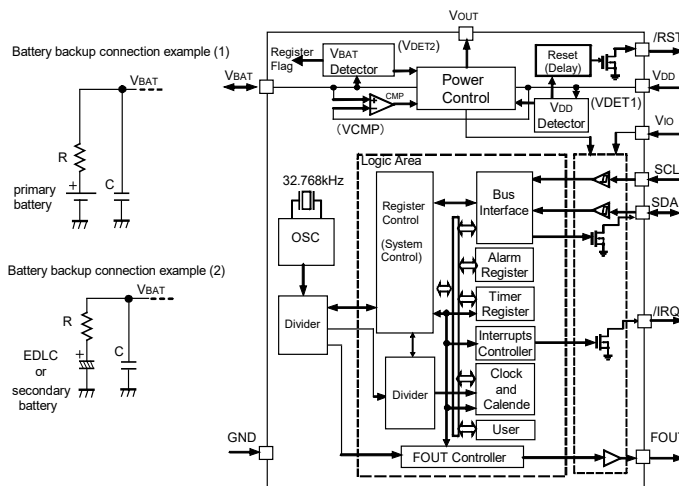 Battery backup connection example (1)
VBAT
R
+
C
primary
battery
Battery backup connection example (2)
VBAT
R
+
C
EDLC
or
secondary
battery
VOUT
/RST
Register
Flag
VBAT
Detector
(VDET2)
Reset
(Delay)
VBAT
Power
Control
VDD
CMP
+
−
(VCMP)
VDD
Detector
(VDET1)
VIO
Logic Area
SCL
32.768kHz
OSC
Register
Control
(System
Control)
Bus
Interface
SDA
Alarm
Register
Divider
Timer
Register
/IRQ
Interrupts
Controller
Divider
Clock
and
Calende
User
GND
FOUT Controller
FOUT